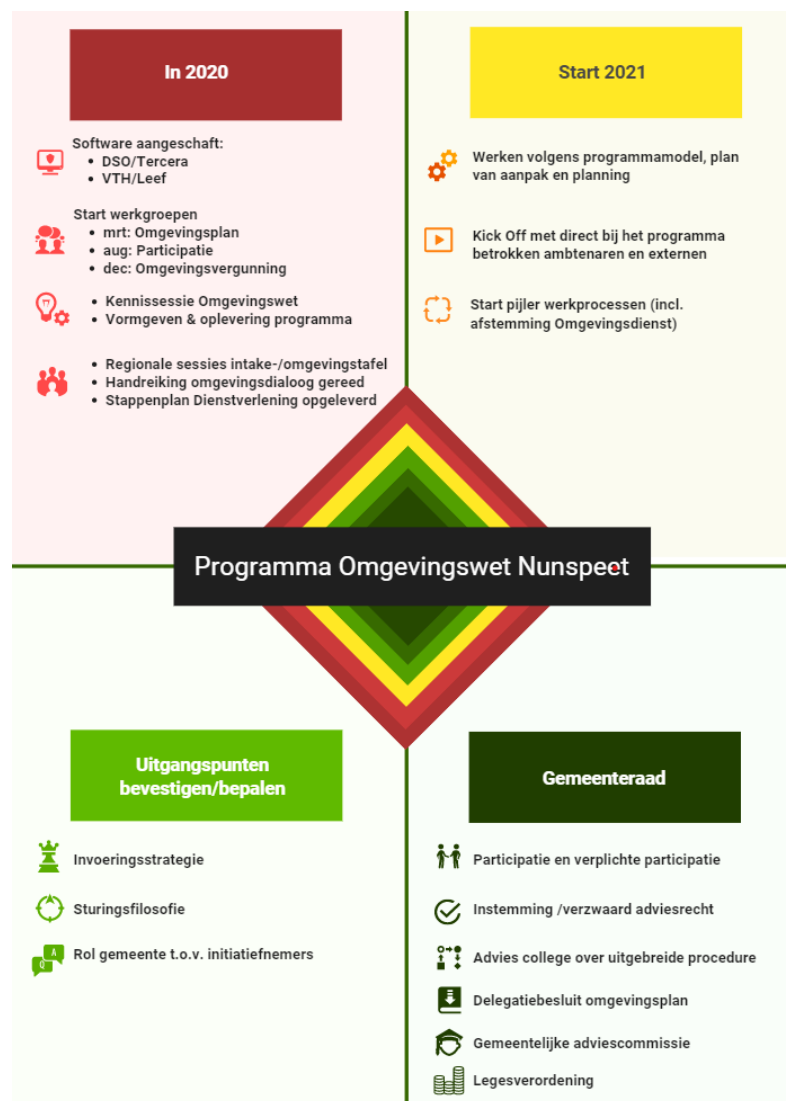 In 2020
Software aangeschaft:
• DSO/Tercera
• VTH/Leef
Start werkgroepen
• mrt: Omgevingsplan
• aug: Participatie
• dec: Omgevingsvergunning
• Kennissessie Omgevingswet
• Vormgeven & oplevering programma
• Regionale sessies intake-/omgevingstafel
• Handreiking omgevingsdialoog gereed
• Stappenplan Dienstverlening opgeleverd
Start 2021
Werken volgens programmamodel, plan
van aanpak en planning
Kick Off met direct bij het programma
betrokken ambtenaren en externen
Start pijler werkprocessen (incl.
afstemming Omgevingsdienst)
Programma Omgevingswet Nunspeet
Uitgangspunten
bevestigen/bepalen
Invoeringsstrategie
Sturingsfilosofie
A
Q
Rol gemeente t.o.v. initiatiefnemers
Gemeenteraad
Participatie en verplichte participatie
Instemming /verzwaard adviesrecht
Advies college over uitgebreide procedure
Delegatiebesluit omgevingsplan
Gemeentelijke adviescommissie
Legesverordening